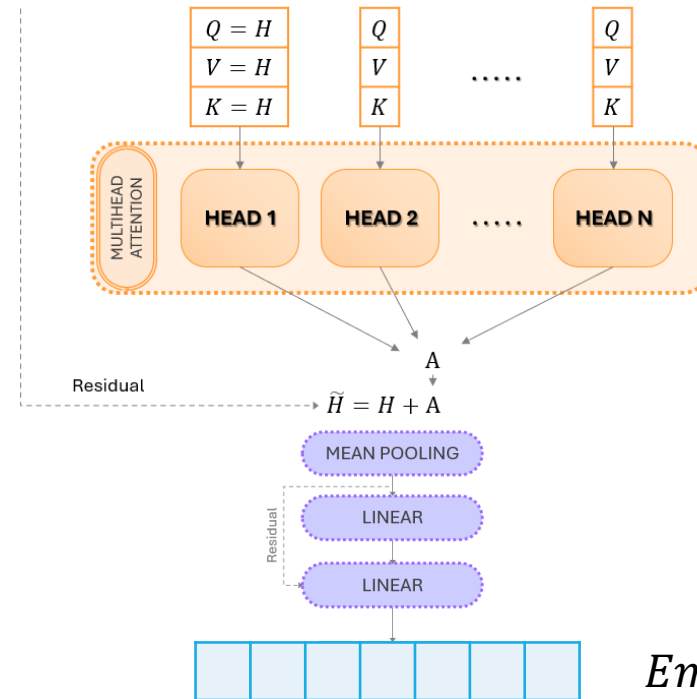 Q = H
V = H
K = H
Q
V
K
.....
Q
V
K
MULTIHEAD
ATTENTION
HEAD 1
HEAD 2
.....
HEAD N
A
Residual
H̃ = H + A
MEAN POOLING
Residual
LINEAR
LINEAR